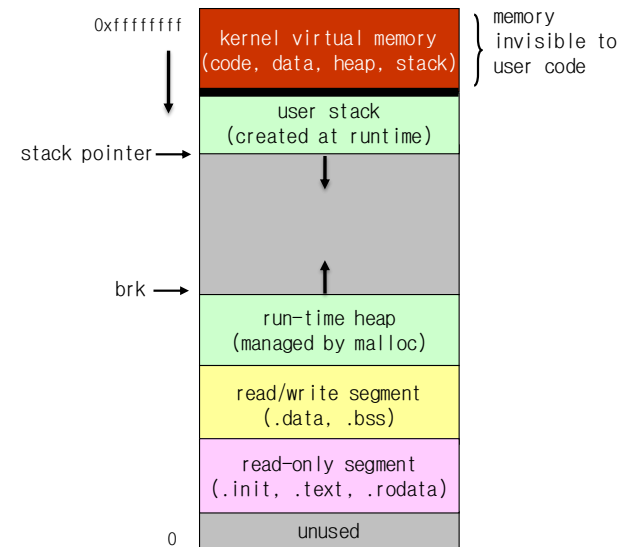 0xffffffff
kernel virtual memory
(code, data, heap, stack)
memory
invisible to
user code
user stack
(created at runtime)
stack pointer
brk
run-time heap
(managed by malloc)
read/write segment
(.data, .bss)
read-only segment
(.init, .text, .rodata)
unused
0